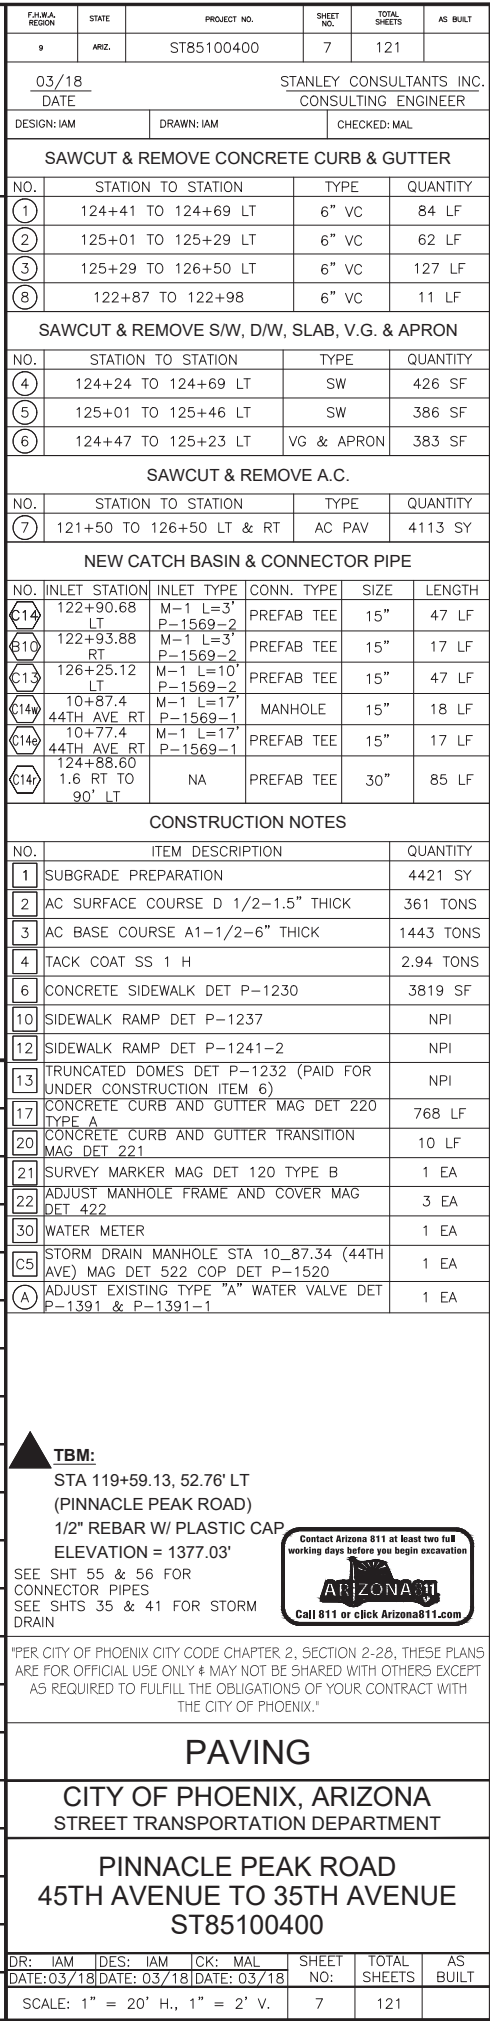 F.H.W.A. REGION STATE PROJECT NO. SHEET NO. TOTAL SHEETS AS BUILT
9 ARIZ. ST85100400 7 121
03/18 STANLEY CONSULTANTS INC.
DATE CONSULTING ENGINEER
DESIGN: IAM DRAWN: IAM CHECKED: MAL
SAWCUT & REMOVE CONCRETE CURB & GUTTER
NO. STATION TO STATION TYPE QUANTITY
1 124+41 TO 124+69 LT 6" VC 84 LF
2 125+01 TO 125+29 LT 6" VC 62 LF
3 125+29 TO 126+50 LT 6" VC 127 LF
8 122+87 TO 122+98 6" VC 11 LF
SAWCUT & REMOVE S/W, D/W, SLAB, V.G. & APRON
NO. STATION TO STATION TYPE QUANTITY
4 124+24 TO 124+69 LT SW 426 SF
5 125+01 TO 125+46 LT SW 386 SF
6 124+47 TO 125+23 LT VG & APRON 383 SF
SAWCUT & REMOVE A.C.
NO. STATION TO STATION TYPE QUANTITY
7 121+50 TO 126+50 LT & RT AC PAV 4113 SY
NEW CATCH BASIN & CONNECTOR PIPE
NO. INLET STATION INLET TYPE CONN. TYPE SIZE LENGTH
C14 122+90.68 LT M-1 L=3' P-1569-2 PREFAB TEE 15" 47 LF
B10 122+93.88 RT M-1 L=3' P-1569-2 PREFAB TEE 15" 17 LF
C13 126+25.12 LT M-1 L=10' P-1569-2 PREFAB TEE 15" 47 LF
C14w 10+87.4 44TH AVE RT M-1 L=17' P-1569-1 MANHOLE 15" 18 LF
C14e 10+77.4 44TH AVE RT M-1 L=17' P-1569-1 PREFAB TEE 15" 17 LF
C14r 124+88.60 1.6 RT TO 90' LT NA PREFAB TEE 30" 85 LF
CONSTRUCTION NOTES
NO. ITEM DESCRIPTION QUANTITY
1 SUBGRADE PREPARATION 4421 SY
2 AC SURFACE COURSE D 1/2-1.5" THICK 361 TONS
3 AC BASE COURSE A1-1/2-6" THICK 1443 TONS
4 TACK COAT SS 1 H 2.94 TONS
6 CONCRETE SIDEWALK DET P-1230 3819 SF
10 SIDEWALK RAMP DET P-1237 NPI
12 SIDEWALK RAMP DET P-1241-2 NPI
13 TRUNCATED DOMES DET P-1232 (PAID FOR
UNDER CONSTRUCTION ITEM 6) NPI
17 CONCRETE CURB AND GUTTER MAG DET 220
TYPE A 768 LF
20 CONCRETE CURB AND GUTTER TRANSITION
MAG DET 221 10 LF
21 SURVEY MARKER MAG DET 120 TYPE B 1 EA
22 ADJUST MANHOLE FRAME AND COVER MAG
DET 422 3 EA
30 WATER METER 1 EA
C5 STORM DRAIN MANHOLE STA 10_87.34 (44TH
AVE) MAG DET 522 COP DET P-1520 1 EA
A ADJUST EXISTING TYPE "A" WATER VALVE DET
P-1391 & P-1391-1 1 EA
TBM:
STA 119+59.13, 52.76' LT
(PINNACLE PEAK ROAD)
1/2" REBAR W/ PLASTIC CAP
ELEVATION = 1377.03'
SEE SHT 55 & 56 FOR
CONNECTOR PIPES
SEE SHTS 35 & 41 FOR STORM
DRAIN
Contact Arizona 811 at least two full
working days before you begin excavation
ARIZONA811
Call 811 or click Arizona811.com
"PER CITY OF PHOENIX CITY CODE CHAPTER 2, SECTION 2-28, THESE PLANS
ARE FOR OFFICIAL USE ONLY & MAY NOT BE SHARED WITH OTHERS EXCEPT
AS REQUIRED TO FULFILL THE OBLIGATIONS OF YOUR CONTRACT WITH
THE CITY OF PHOENIX."
PAVING
CITY OF PHOENIX, ARIZONA
STREET TRANSPORTATION DEPARTMENT
PINNACLE PEAK ROAD
45TH AVENUE TO 35TH AVENUE
ST85100400
DR: IAM DES: IAM CK: MAL SHEET NO: TOTAL SHEETS AS BUILT
DATE: 03/18 DATE: 03/18 DATE: 03/18
SCALE: 1" = 20' H., 1" = 2' V. 7 121